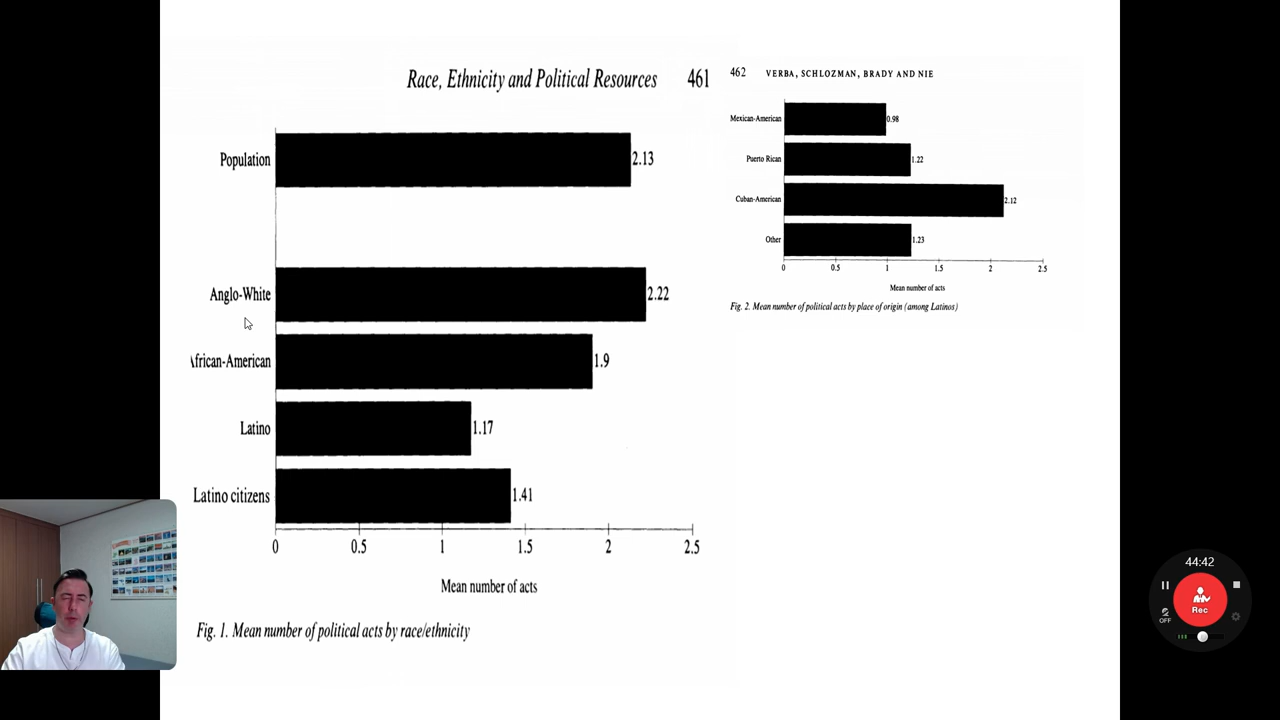 Race, Ethnicity and Political Resources 461
Population
2.13
Anglo-White
2.22
African-American
1.9
Latino
1.17
Latino citizens
1.41
0 0.5 1 1.5 2 2.5
Mean number of acts
Fig. 1. Mean number of political acts by race/ethnicity
462 VERBA, SCHLOZMAN, BRADY AND NIE
Mexican-American
0.98
Puerto Rican
1.22
Cuban-American
2.12
Other
1.23
0 0.5 1 1.5 2 2.5
Mean number of acts
Fig. 2. Mean number of political acts by place of origin (among Latinos)
44:42
Rec
OFF